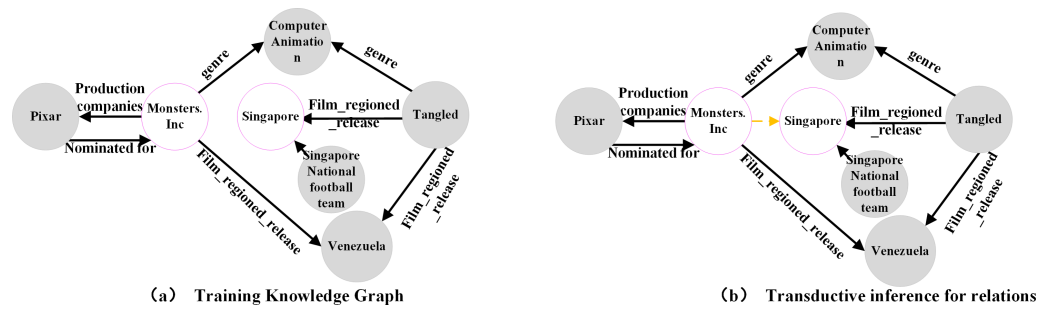 Computer
Animatio
n
genre
genre
Production
companies
Pixar
Monsters.
Inc
Singapore
Film_regioned
_release
Tangled
Nominated for
Singapore
National
football
team
Film_regioned_release
Film_regioned
_release
Venezuela
(a) Training Knowledge Graph
Computer
Animatio
n
genre
genre
Production
companies
Pixar
Monsters.
Inc
Singapore
Film_regioned
_release
Tangled
Nominated for
Singapore
National
football
team
Film_regioned_release
Film_regioned
_release
Venezuela
(b) Transductive inference for relations